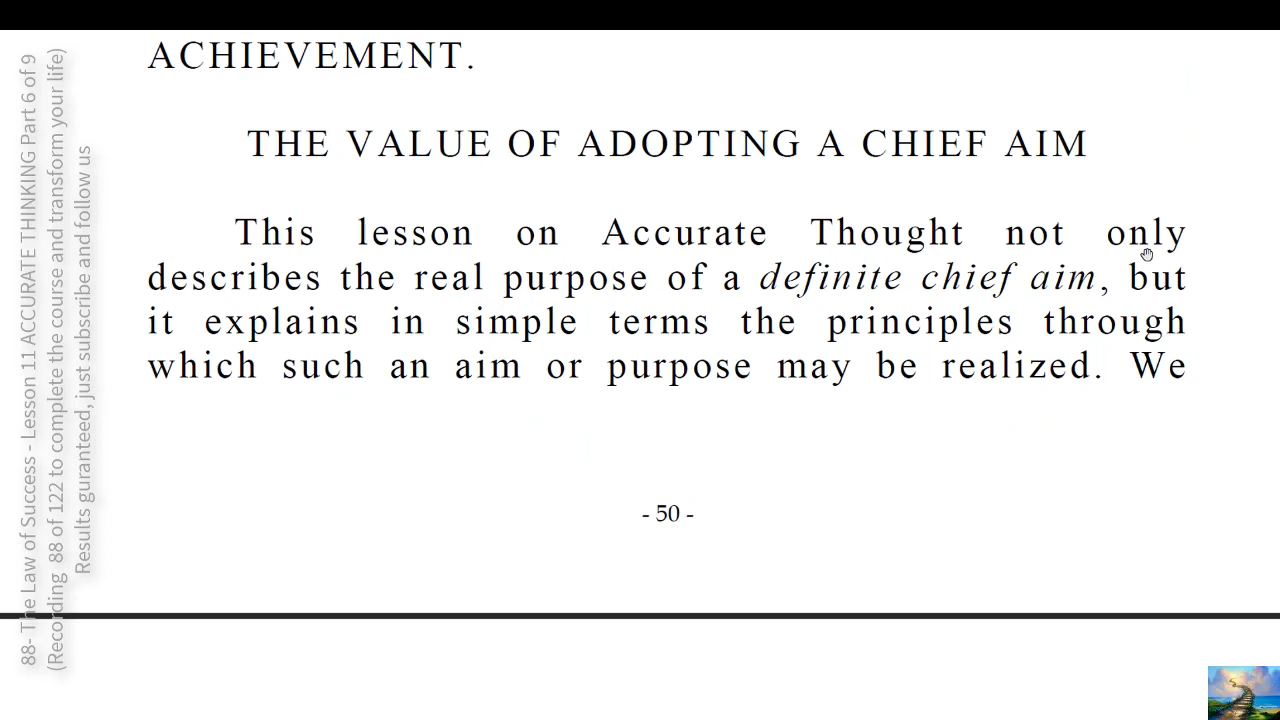 ACHIEVEMENT.
THE VALUE OF ADOPTING A CHIEF AIM
This lesson on Accurate Thought not only
describes the real purpose of a definite chief aim, but
it explains in simple terms the principles through
which such an aim or purpose may be realized. We
- 50 -
88- The Law of Success - Lesson 11 ACCURATE THINKING Part 6 of 9
(Recording 88 of 122 to complete the course and transform your life)
Results guranteed, just subscribe and follow us